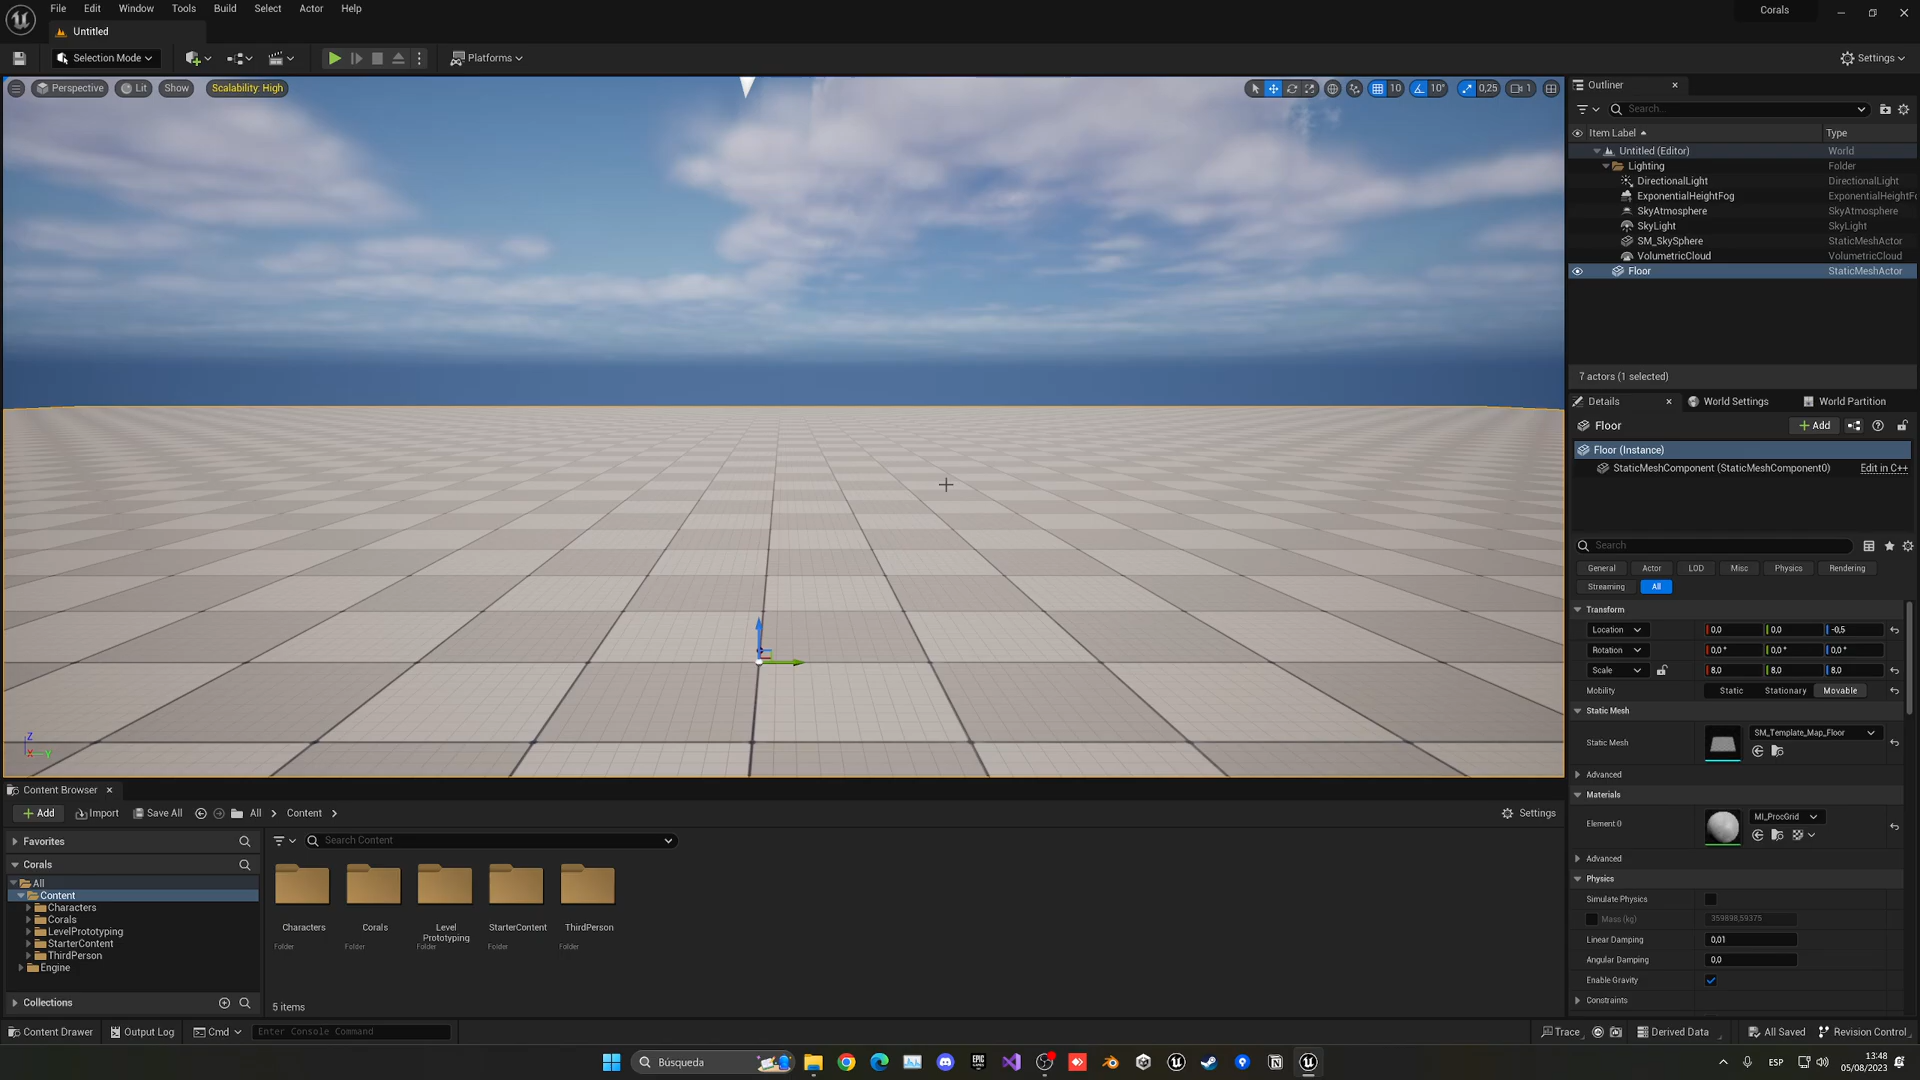 File Edit Window Tools Build Select Actor Help
Corals
Untitled
Selection Mode
Platforms
Settings
Perspective
Lit
Show
Scalability: High
10
10°
0,25
1
Outliner
Search...
Item Label
Type
Untitled (Editor) World
Lighting Folder
DirectionalLight DirectionalLight
ExponentialHeightFog ExponentialHeightFo
SkyAtmosphere SkyAtmosphere
SkyLight SkyLight
SM_SkySphere StaticMeshActor
VolumetricCloud VolumetricCloud
Floor StaticMeshActor
7 actors (1 selected)
Details
World Settings
World Partition
Floor
Add
Floor (Instance)
StaticMeshComponent (StaticMeshComponent0) Edit in C++
Search
General Actor LOD Misc Physics Rendering
Streaming All
Transform
Location 0,0 0,0 -0,5
Rotation 0,0 ° 0,0 ° 0,0 °
Scale 8,0 8,0 8,0
Mobility Static Stationary Movable
Static Mesh
Static Mesh SM_Template_Map_Floor
Advanced
Materials
Element 0 MI_ProcGrid
Advanced
Physics
Simulate Physics
Mass (kg) 359898,59375
Linear Damping 0,01
Angular Damping 0,0
Enable Gravity
Constraints
Z
X Y
Content Browser
Add Import Save All All Content
Settings
Favorites
Corals
All
Content
Characters
Corals
LevelPrototyping
StarterContent
ThirdPerson
Engine
Collections
Search Content
Characters
Folder
Corals
Folder
Level
Prototyping
Folder
StarterContent
Folder
ThirdPerson
Folder
5 items
Content Drawer Output Log Cmd Enter Console Command
Trace Derived Data All Saved Revision Control
Búsqueda
EPIC
GAMES
ESP
13:48
05/08/2023